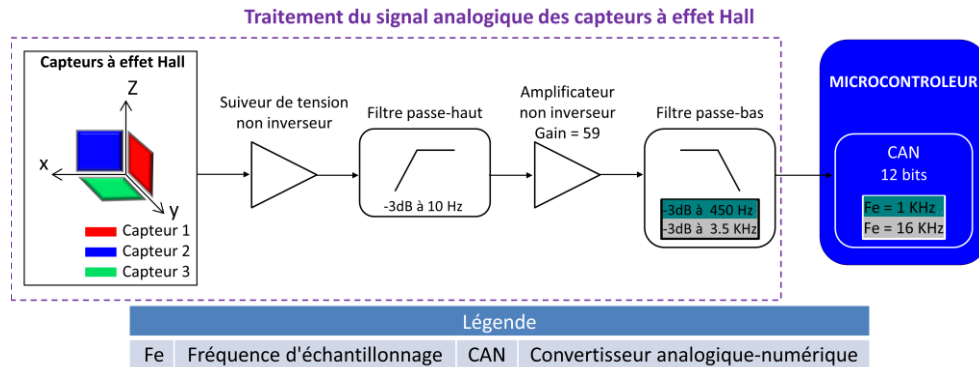 Traitement du signal analogique des capteurs à effet Hall
Capteurs à effet Hall
Z
x
y
Capteur 1
Capteur 2
Capteur 3
Suiveur de tension
non inverseur
Filtre passe-haut
-3dB à 10 Hz
Amplificateur
non inverseur
Gain = 59
Filtre passe-bas
-3dB à 450 Hz
-3dB à 3.5 KHz
MICROCONTROLEUR
CAN
12 bits
Fe = 1 KHz
Fe = 16 KHz
Légende
Fe Fréquence d'échantillonnage CAN Convertisseur analogique-numérique